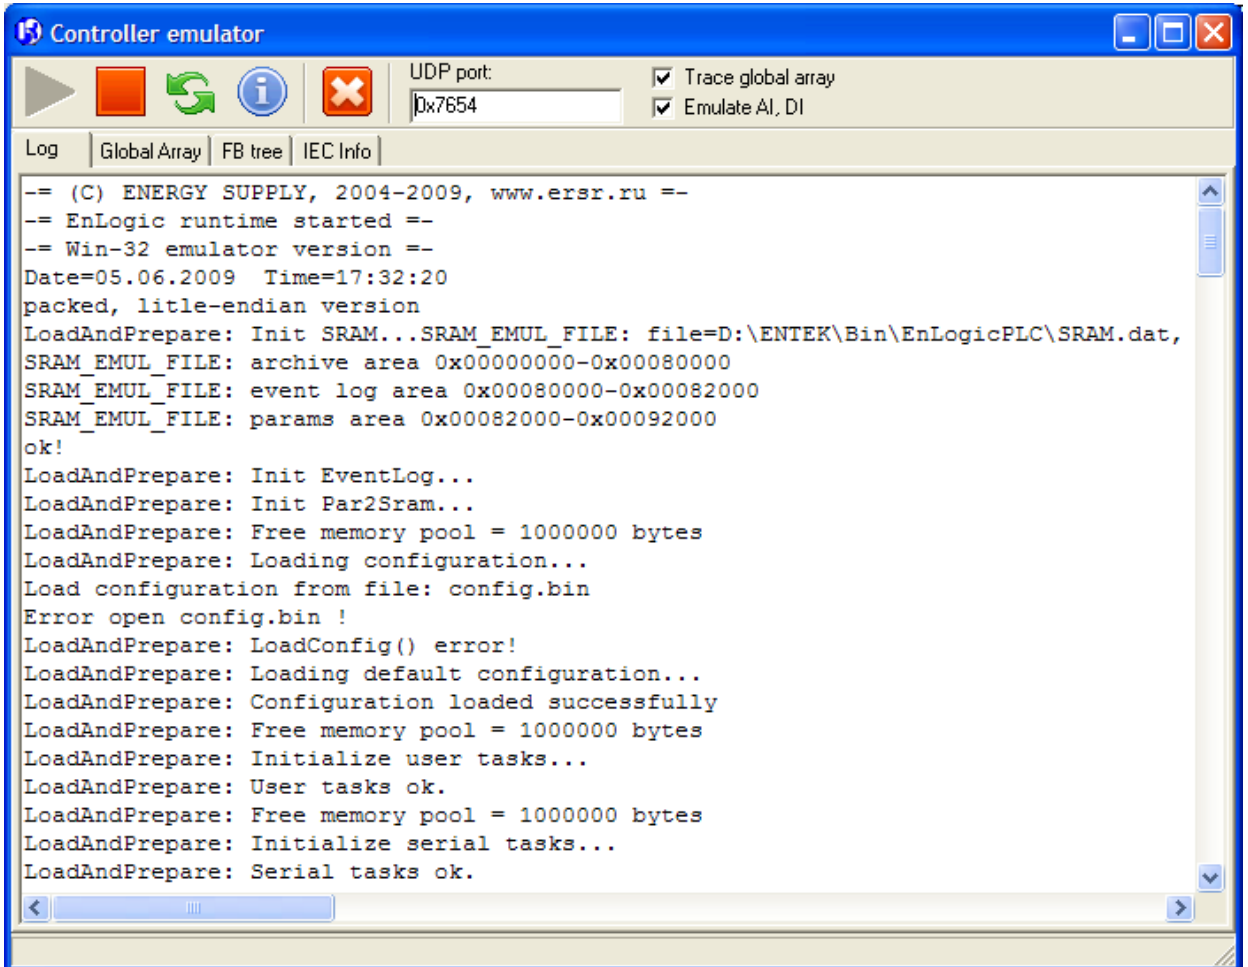 Controller emulator
UDP port:
0x7654
Trace global array
Emulate AI, DI
Log
Global Array
FB tree
IEC Info
-= (C) ENERGY SUPPLY, 2004-2009, www.ersr.ru =-
-= EnLogic runtime started =-
-= Win-32 emulator version =-
Date=05.06.2009  Time=17:32:20
packed, litle-endian version
LoadAndPrepare: Init SRAM...SRAM_EMUL_FILE: file=D:\ENTEK\Bin\EnLogicPLC\SRAM.dat,
SRAM_EMUL_FILE: archive area 0x00000000-0x00080000
SRAM_EMUL_FILE: event log area 0x00080000-0x00082000
SRAM_EMUL_FILE: params area 0x00082000-0x00092000
ok!
LoadAndPrepare: Init EventLog...
LoadAndPrepare: Init Par2Sram...
LoadAndPrepare: Free memory pool = 1000000 bytes
LoadAndPrepare: Loading configuration...
Load configuration from file: config.bin
Error open config.bin !
LoadAndPrepare: LoadConfig() error!
LoadAndPrepare: Loading default configuration...
LoadAndPrepare: Configuration loaded successfully
LoadAndPrepare: Free memory pool = 1000000 bytes
LoadAndPrepare: Initialize user tasks...
LoadAndPrepare: User tasks ok.
LoadAndPrepare: Free memory pool = 1000000 bytes
LoadAndPrepare: Initialize serial tasks...
LoadAndPrepare: Serial tasks ok.